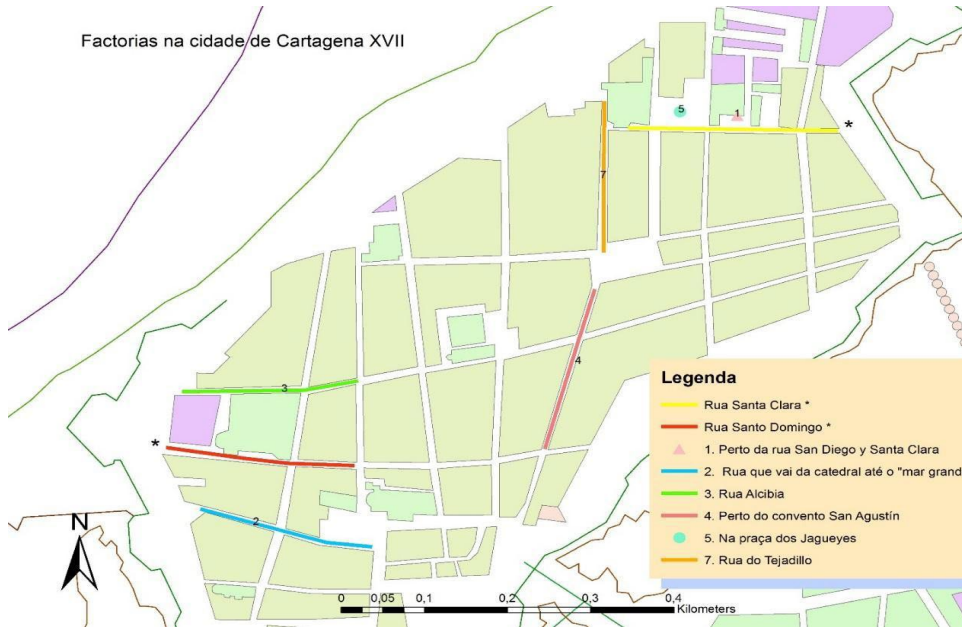 Factorias na cidade de Cartagena XVII
5
1
*
7
4
3
*
2
N
Legenda
Rua Santa Clara *
Rua Santo Domingo *
1. Perto da rua San Diego y Santa Clara
2. Rua que vai da catedral até o "mar grand
3. Rua Alcibia
4. Perto do convento San Agustín
5. Na praça dos Jagueyes
7. Rua do Tejadillo
0 0,05 0,1 0,2 0,3 0,4
Kilometers